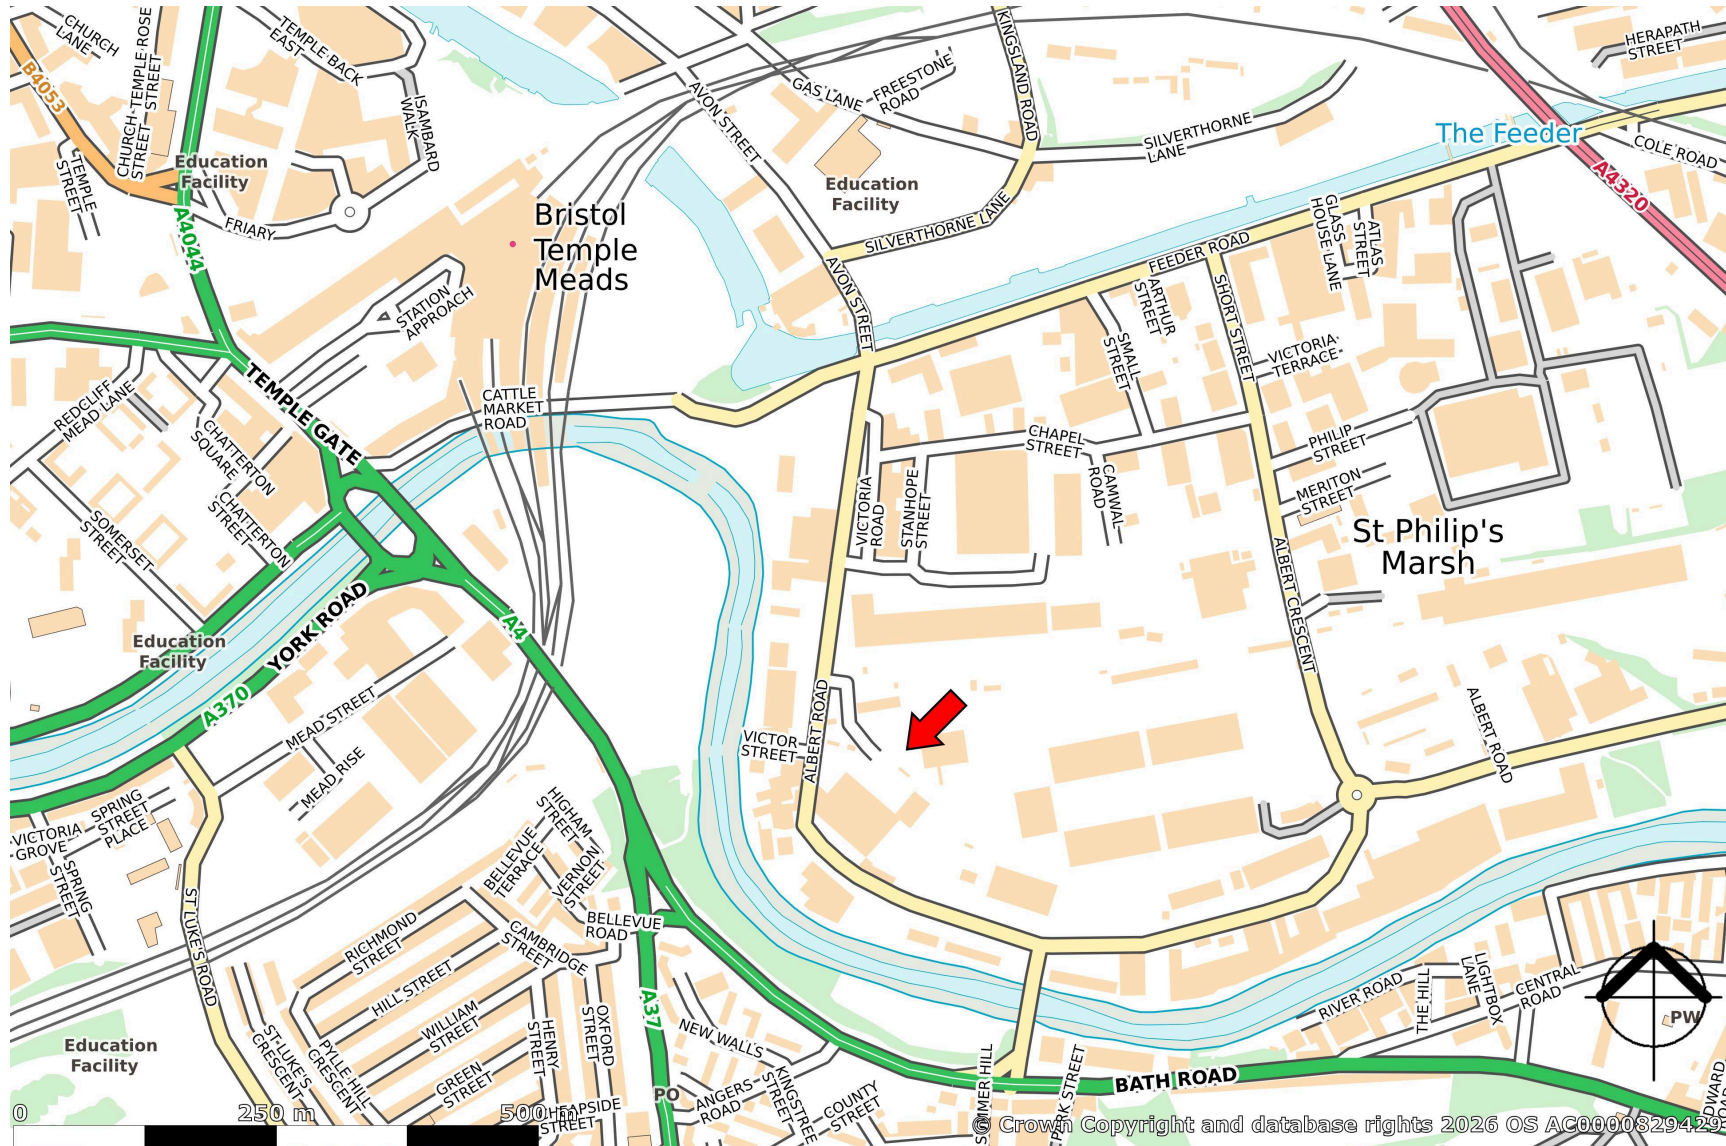 CHURCH
LANE
B4053
CHURCH
STREET
TEMPLE ROSE
STREET
TEMPLE BACK
EAST
ISAMBARD
WALK
TEMPLE
STREET
Education
Facility
FRIARY
A4044
Bristol
Temple
Meads
STATION
APPROACH
AVON STREET
GAS LANE
FREESTONE
ROAD
KINGSLAND ROAD
SILVERTHORNE
LANE
Education
Facility
SILVERTHORNE LANE
AVON STREET
HERAPATH
STREET
The Feeder
COLE ROAD
A4320
FEEDER ROAD
GLASS
HOUSE LANE
ATLAS
STREET
ARTHUR
STREET
SHORT STREET
SMALL
STREET
VICTORIA
TERRACE
TEMPLE GATE
REDCLIFF
MEAD LANE
CHATTERTON
SQUARE
CHATTERTON
STREET
CATTLE
MARKET
ROAD
SOMERSET
STREET
CHAPEL
STREET
CAMWAL
ROAD
VICTORIA
ROAD
STANHOPE
STREET
PHILIP
STREET
MERITON
STREET
St Philip's
Marsh
ALBERT CRESCENT
Education
Facility
YORK ROAD
A370
A4
MEAD STREET
MEAD RISE
VICTOR
STREET
ALBERT ROAD
ALBERT ROAD
VICTORIA
GROVE
SPRING
STREET
PLACE
SPRING
STREET
ST LUKE'S ROAD
HIGHAM
STREET
BELLEVUE
TERRACE
VERNON
STREET
BELLEVUE
ROAD
RICHMOND
STREET
CAMBRIDGE
STREET
HILL STREET
WILLIAM
STREET
GREEN
STREET
HENRY
STREET
OXFORD
STREET
A37
NEW WALLS
ANGERS
ROAD
KINGSTREE
STREET
COUNTY
STREET
ST LUKE'S
CRESCENT
PYLLE HILL
CRESCENT
PO
BATH ROAD
RIVER ROAD
THE HILL
LIGHTBOX
LANE
CENTRAL
ROAD
PW
PARK STREET
Education
Facility
0
250 m
500 m
© Crown Copyright and database rights 2026 OS AC0000829429